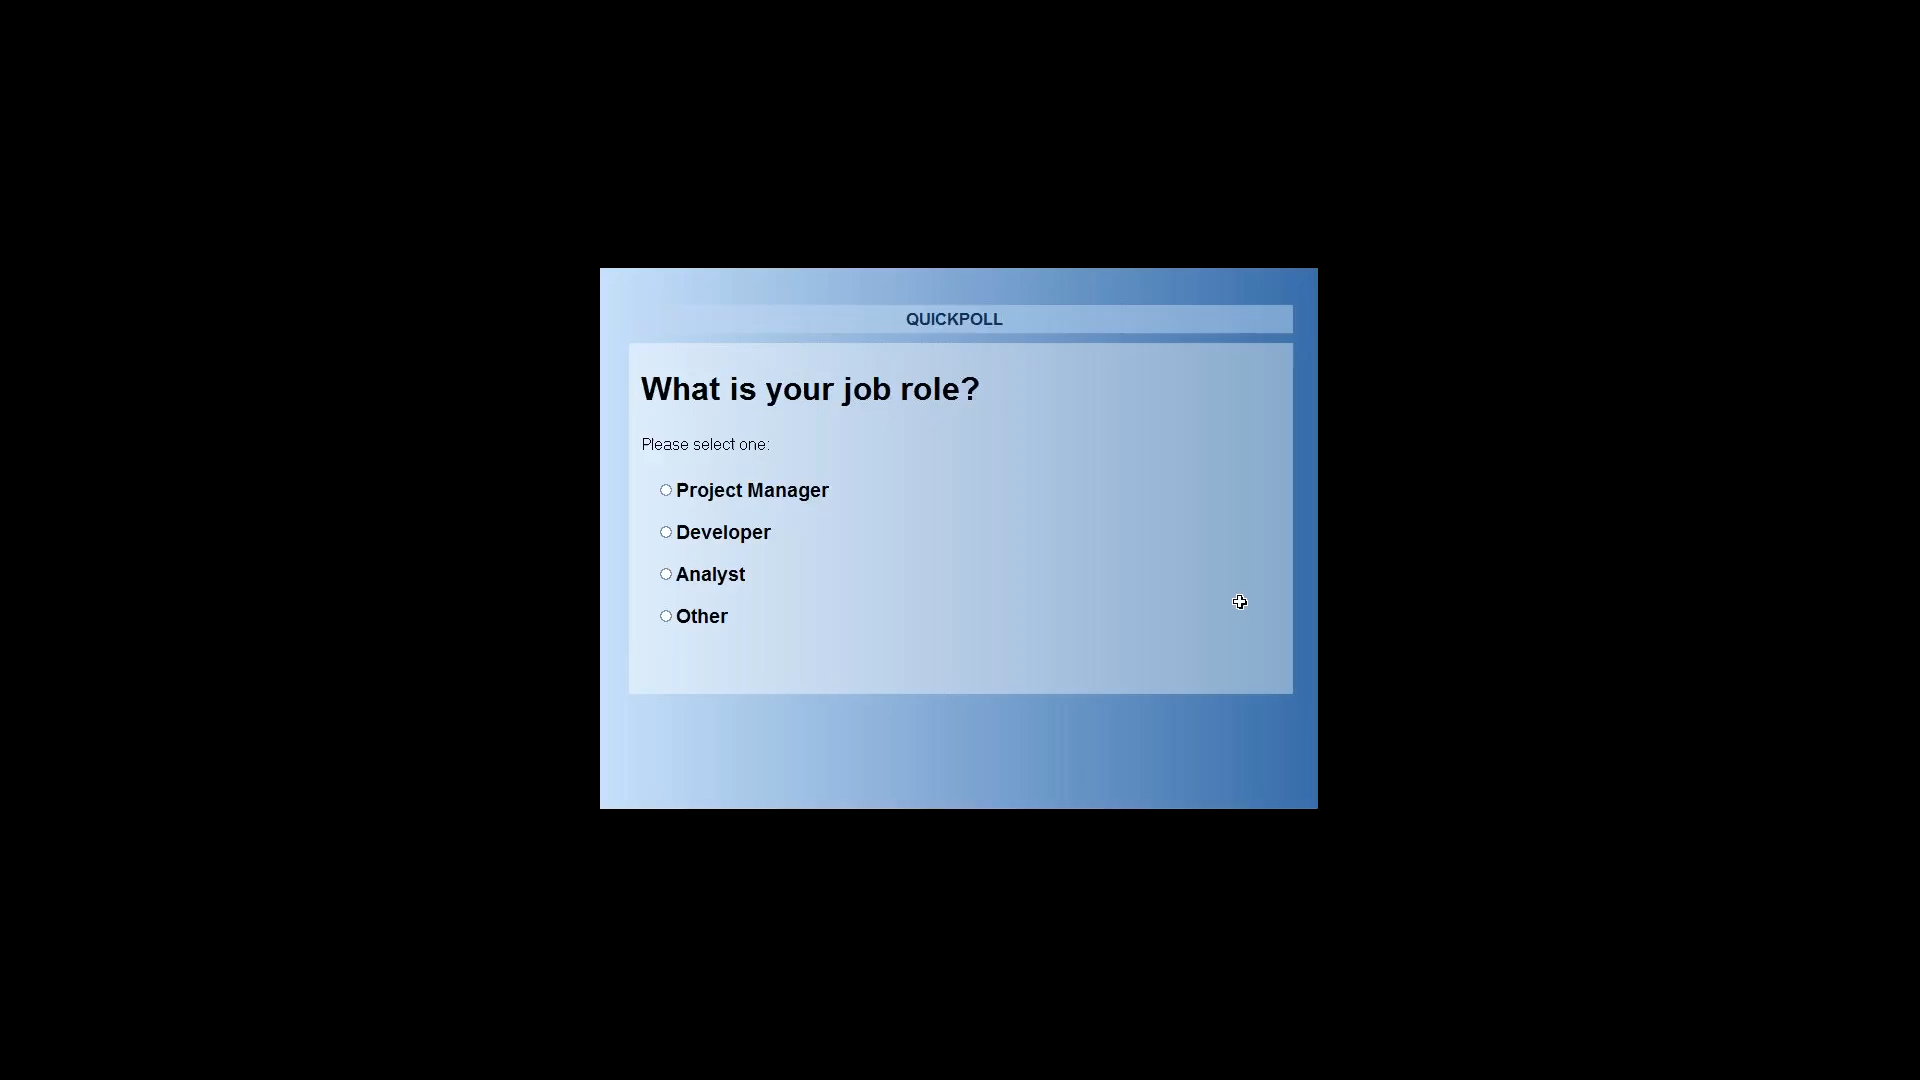 QUICKPOLL
What is your job role?
Please select one:
Project Manager
Developer
Analyst
Other